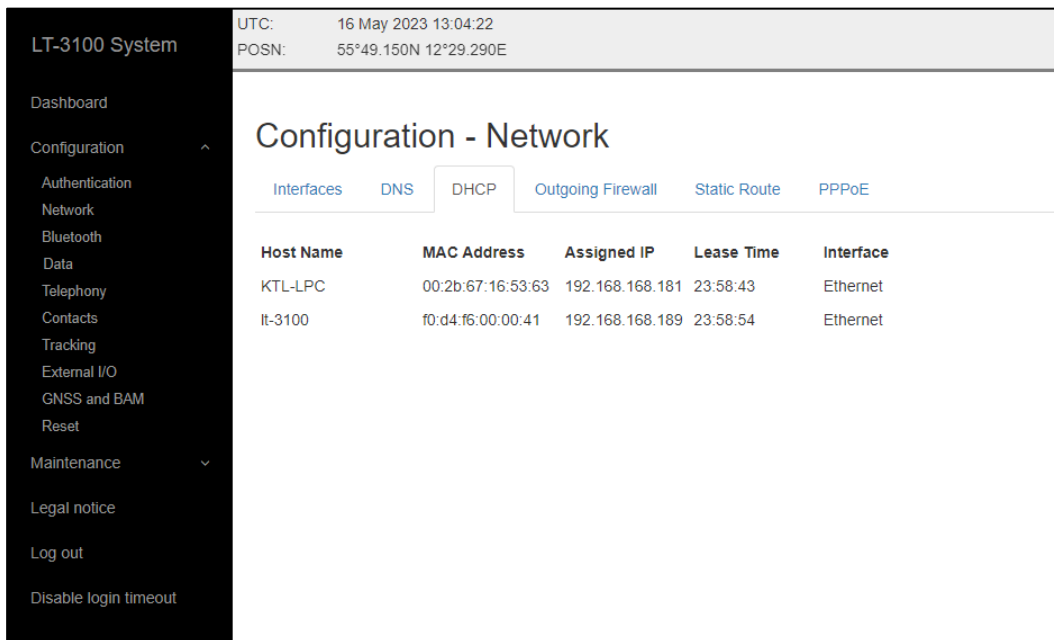 LT-3100 System
Dashboard
Configuration
Authentication
Network
Bluetooth
Data
Telephony
Contacts
Tracking
External I/O
GNSS and BAM
Reset
Maintenance
Legal notice
Log out
Disable login timeout
UTC: 16 May 2023 13:04:22
POSN: 55°49.150N 12°29.290E
Configuration - Network
Interfaces DNS DHCP Outgoing Firewall Static Route PPPoE
Host Name MAC Address Assigned IP Lease Time Interface
KTL-LPC 00:2b:67:16:53:63 192.168.168.181 23:58:43 Ethernet
lt-3100 f0:d4:f6:00:00:41 192.168.168.189 23:58:54 Ethernet